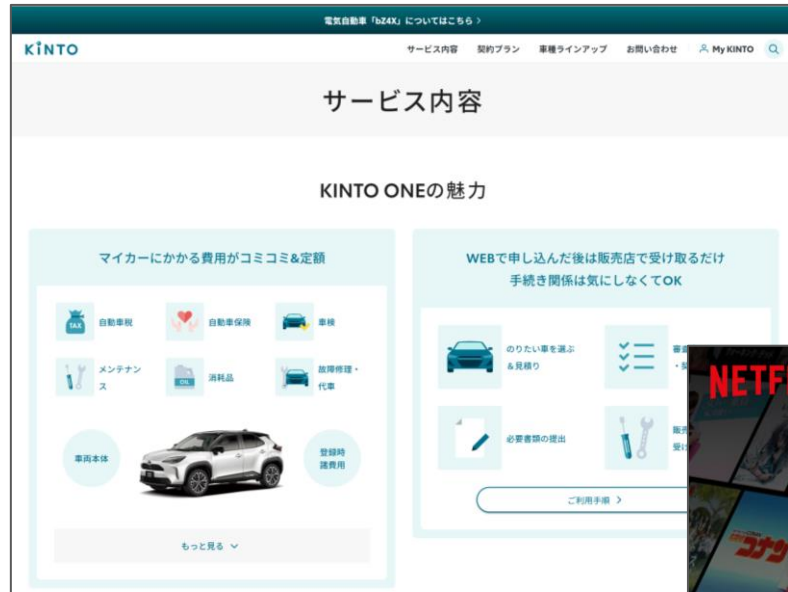 電気自動車「bZ4X」についてはこちら >
KINTO
サービス内容 契約プラン 車種ラインアップ お問い合わせ My KINTO
サービス内容
KINTO ONEの魅力
マイカーにかかる費用がコミコミ&定額
TAX
自動車税
自動車保険
車検
メンテナン
ス
OIL
消耗品
故障修理・
代車
車両本体
登録時
諸費用
もっと見る
WEBで申し込んだ後は販売店で受け取るだけ
手続き関係は気にしなくてOK
のりたい車を選ぶ
&見積り
審査
必要書類の提出
販売
受け
ご利用手順 >
NETF
コナン